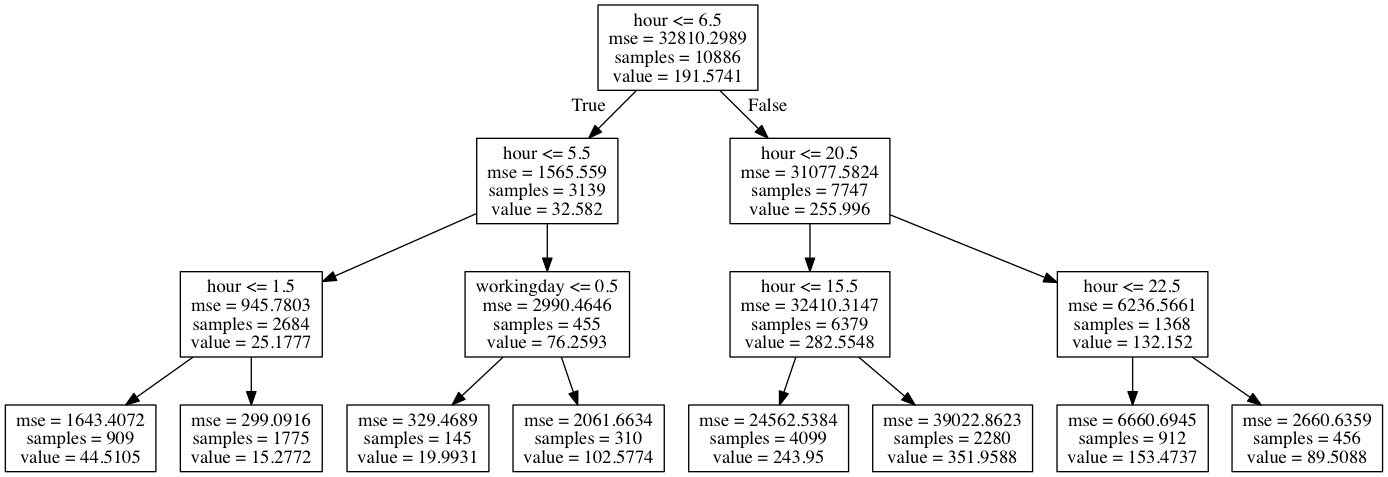 hour <= 6.5
mse = 32810.2989
samples = 10886
value = 191.5741
True
False
hour <= 5.5
mse = 1565.559
samples = 3139
value = 32.582
hour <= 20.5
mse = 31077.5824
samples = 7747
value = 255.996
hour <= 1.5
mse = 945.7803
samples = 2684
value = 25.1777
workingday <= 0.5
mse = 2990.4646
samples = 455
value = 76.2593
hour <= 15.5
mse = 32410.3147
samples = 6379
value = 282.5548
hour <= 22.5
mse = 6236.5661
samples = 1368
value = 132.152
mse = 1643.4072
samples = 909
value = 44.5105
mse = 299.0916
samples = 1775
value = 15.2772
mse = 329.4689
samples = 145
value = 19.9931
mse = 2061.6634
samples = 310
value = 102.5774
mse = 24562.5384
samples = 4099
value = 243.95
mse = 39022.8623
samples = 2280
value = 351.9588
mse = 6660.6945
samples = 912
value = 153.4737
mse = 2660.6359
samples = 456
value = 89.5088